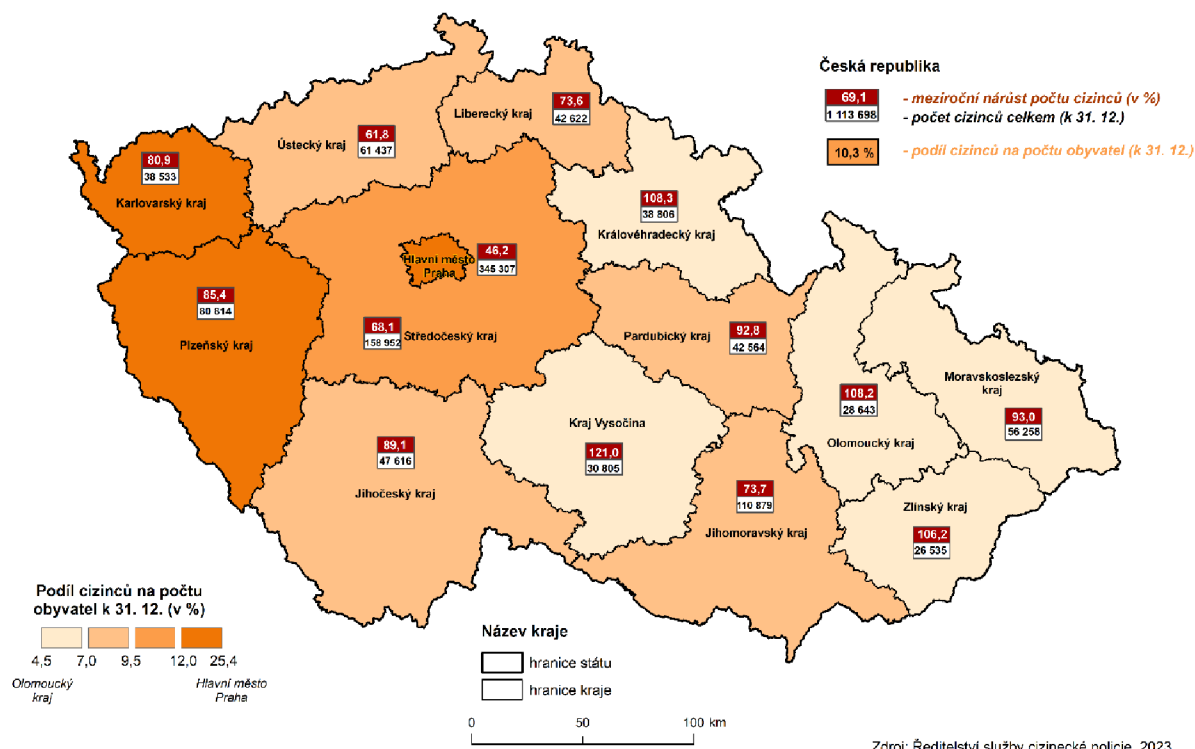 Česká republika
69,1
1 113 698
- meziroční nárůst počtu cizinců (v %)
- počet cizinců celkem (k 31. 12.)
10,3 %
- podíl cizinců na počtu obyvatel (k 31. 12.)
73,6
42 622
Liberecký kraj
61,8
61 437
Ústecký kraj
80,9
38 533
Karlovarský kraj
108,3
38 806
Královéhradecký kraj
46,2
345 307
Hlavní město
Praha
85,4
80 814
Plzeňský kraj
68,1
158 952
Středočeský kraj
92,8
42 564
Pardubický kraj
Moravskoslezský
kraj
93,0
56 258
108,2
28 643
Olomoucký kraj
Kraj Vysočina
121,0
30 805
89,1
47 616
Jihočeský kraj
73,7
110 879
Jihomoravský kraj
Zlínský kraj
106,2
26 535
Podíl cizinců na počtu
obyvatel k 31. 12. (v %)
4,5 7,0 9,5 12,0 25,4
Olomoucký
kraj
Hlavní město
Praha
Název kraje
hranice státu
hranice kraje
0 50 100 km
Zdroj: Ředitelství služby cizinecké policie, 2023